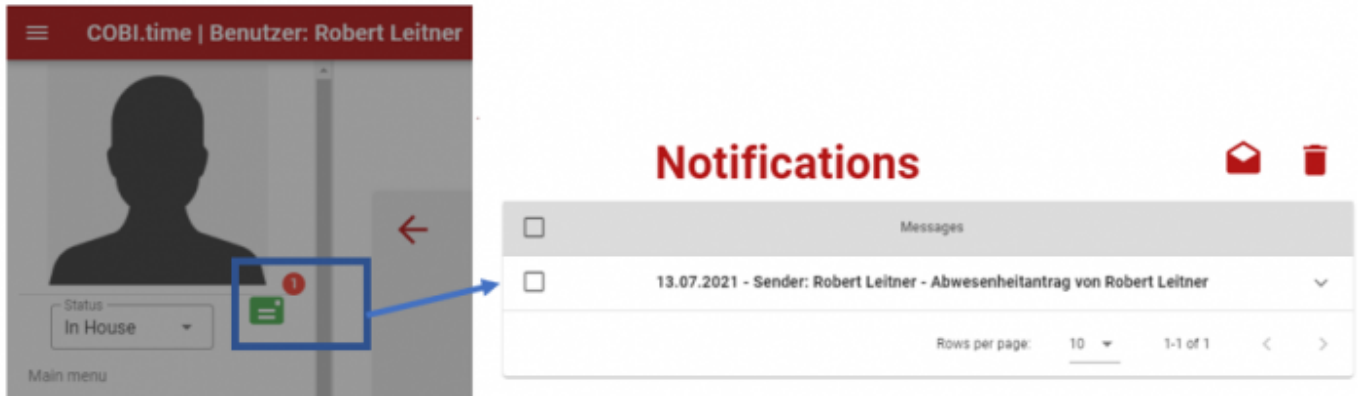 COBI.time | Benutzer: Robert Leitner
1
Status
In House
Main menu
Notifications
Messages
13.07.2021 - Sender: Robert Leitner - Abwesenheitantrag von Robert Leitner
Rows per page: 10 1-1 of 1